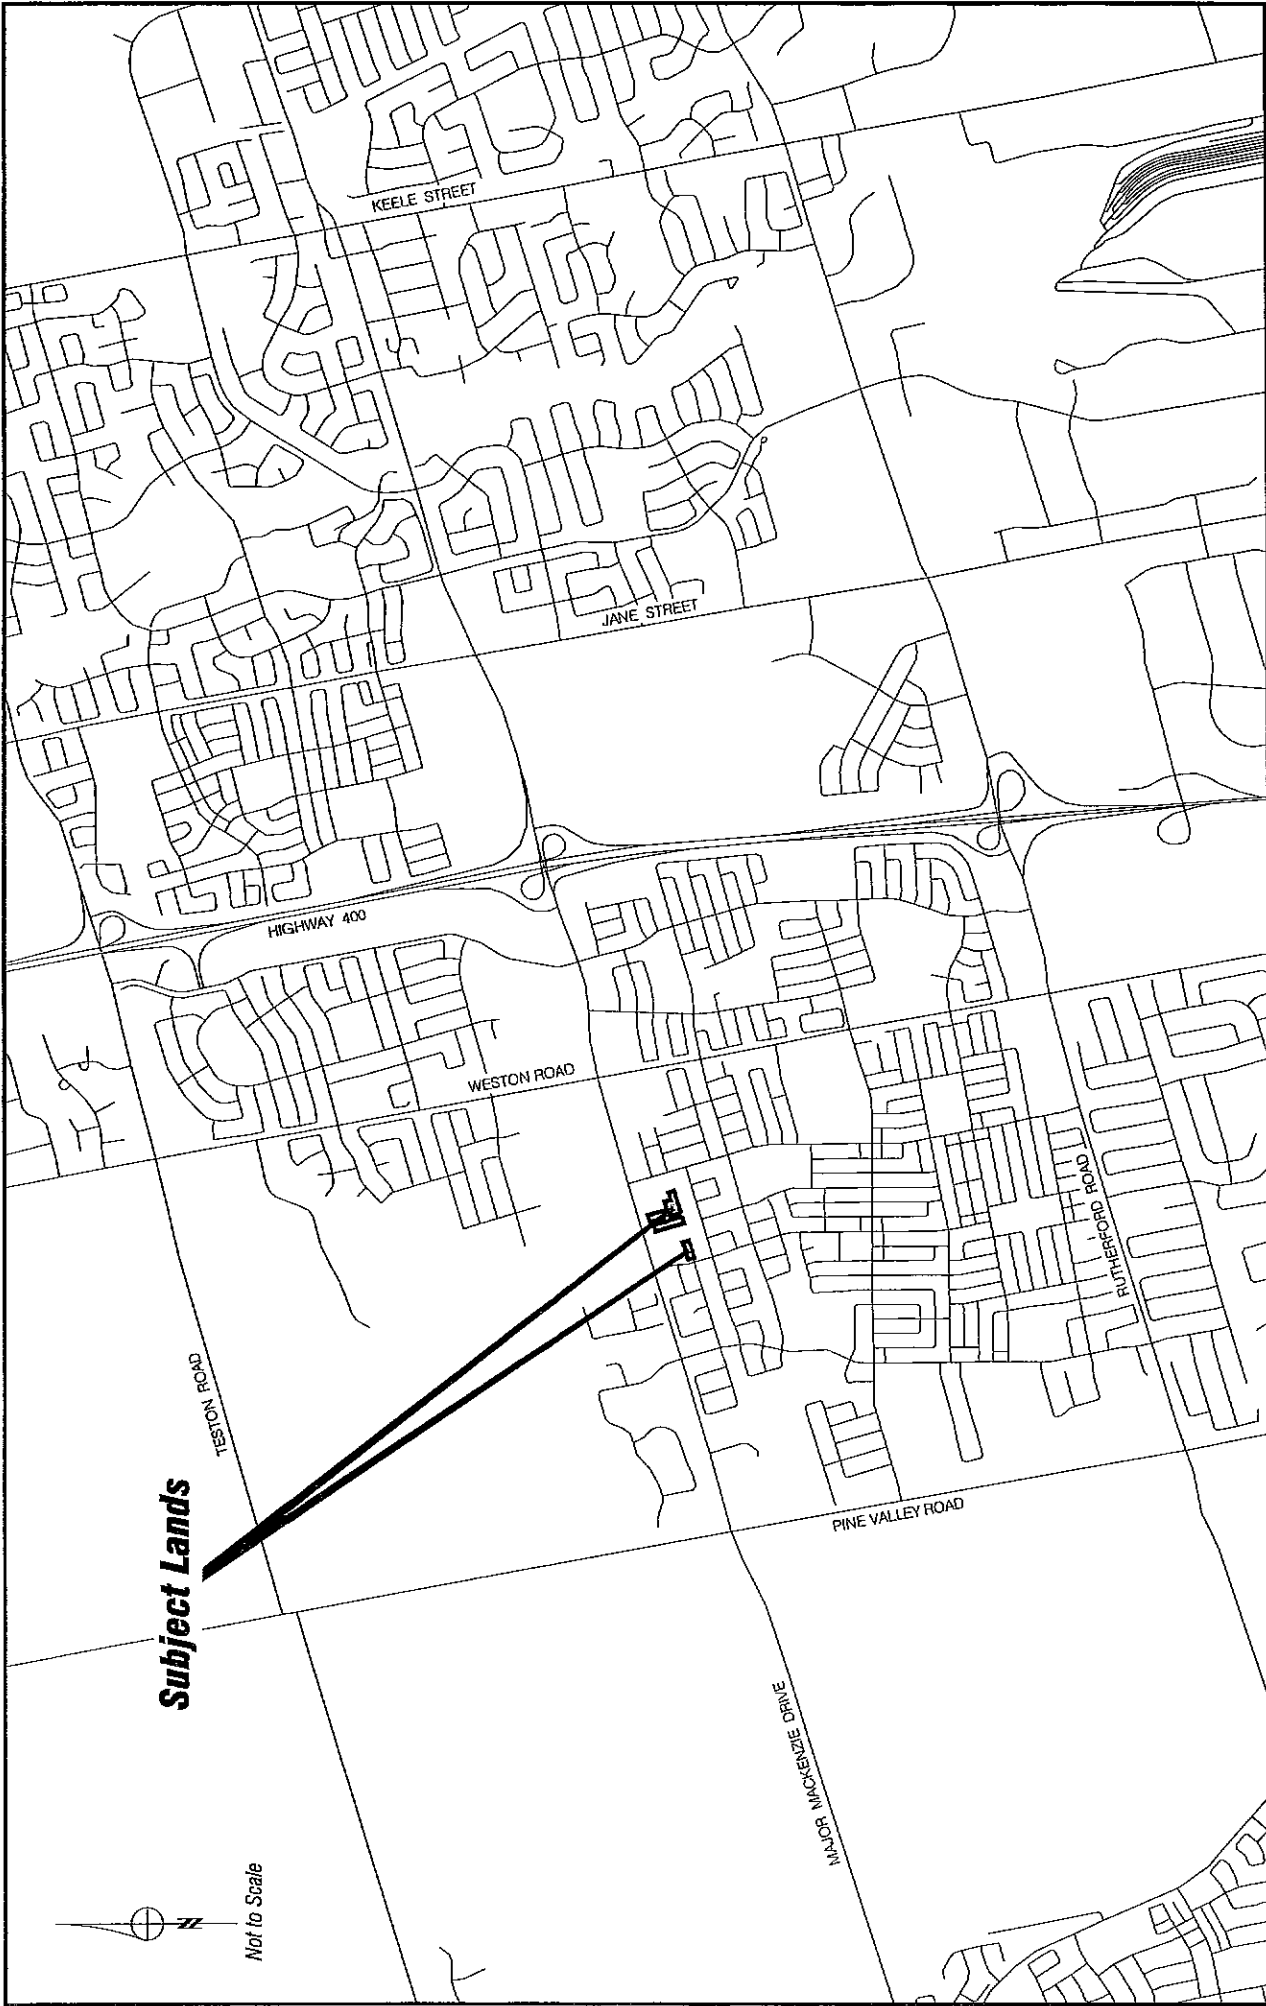 Subject Lands
Not to Scale
N
TESTON ROAD
MAJOR MACKENZIE DRIVE
PINE VALLEY ROAD
RUTHERFORD ROAD
WESTON ROAD
HIGHWAY 400
JANE STREET
KEELE STREET